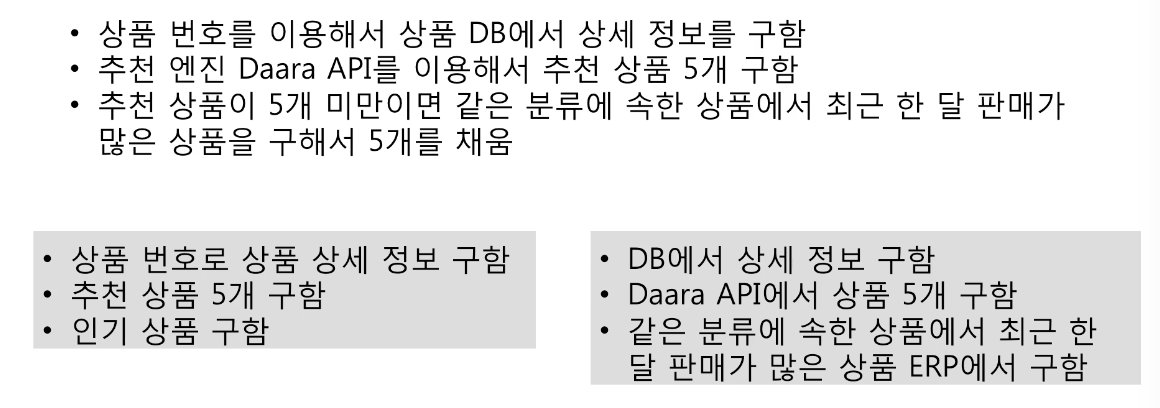 • 상품 번호를 이용해서 상품 DB에서 상세 정보를 구함
• 추천 엔진 Daara API를 이용해서 추천 상품 5개 구함
• 추천 상품이 5개 미만이면 같은 분류에 속한 상품에서 최근 한 달 판매가
많은 상품을 구해서 5개를 채움
• 상품 번호로 상품 상세 정보 구함
• 추천 상품 5개 구함
• 인기 상품 구함
• DB에서 상세 정보 구함
• Daara API에서 상품 5개 구함
• 같은 분류에 속한 상품에서 최근 한
달 판매가 많은 상품 ERP에서 구함